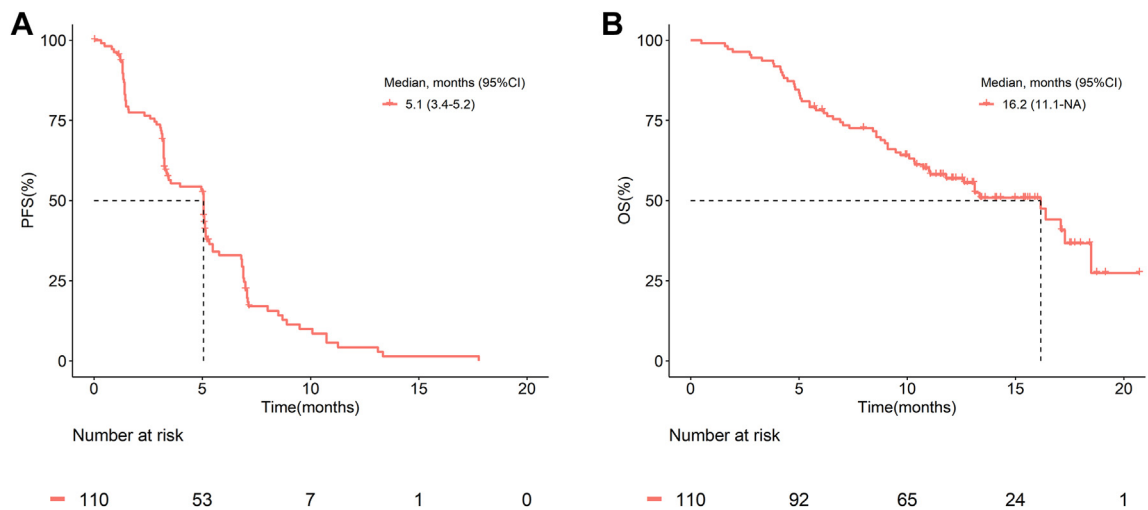 A
PFS(%)
100
75
50
25
0
Median, months (95%CI)
5.1 (3.4-5.2)
0 5 10 15 20
Time(months)
Number at risk
110 53 7 1 0
B
OS(%)
100
75
50
25
0
Median, months (95%CI)
16.2 (11.1-NA)
0 5 10 15 20
Time(months)
Number at risk
110 92 65 24 1